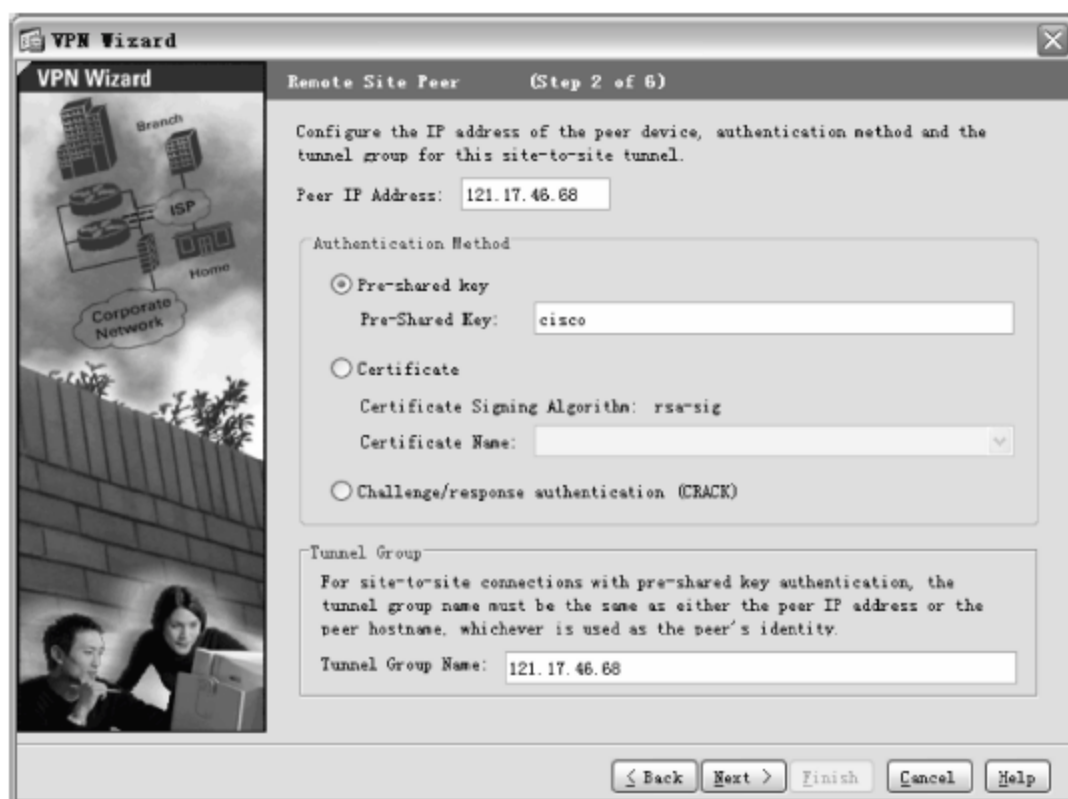 VPN Wizard
VPN Wizard
Branch
ISP
Home
Corporate
Network
Remote Site Peer (Step 2 of 6)
Configure the IP address of the peer device, authentication method and the
tunnel group for this site-to-site tunnel.
Peer IP Address: 121.17.46.68
Authentication Method
Pre-shared key
Pre-Shared Key: cisco
Certificate
Certificate Signing Algorithm: rsa-sig
Certificate Name:
Challenge/response authentication (CRACK)
Tunnel Group
For site-to-site connections with pre-shared key authentication, the
tunnel group name must be the same as either the peer IP address or the
peer hostname, whichever is used as the peer's identity.
Tunnel Group Name: 121.17.46.68
< Back Next > Finish Cancel Help